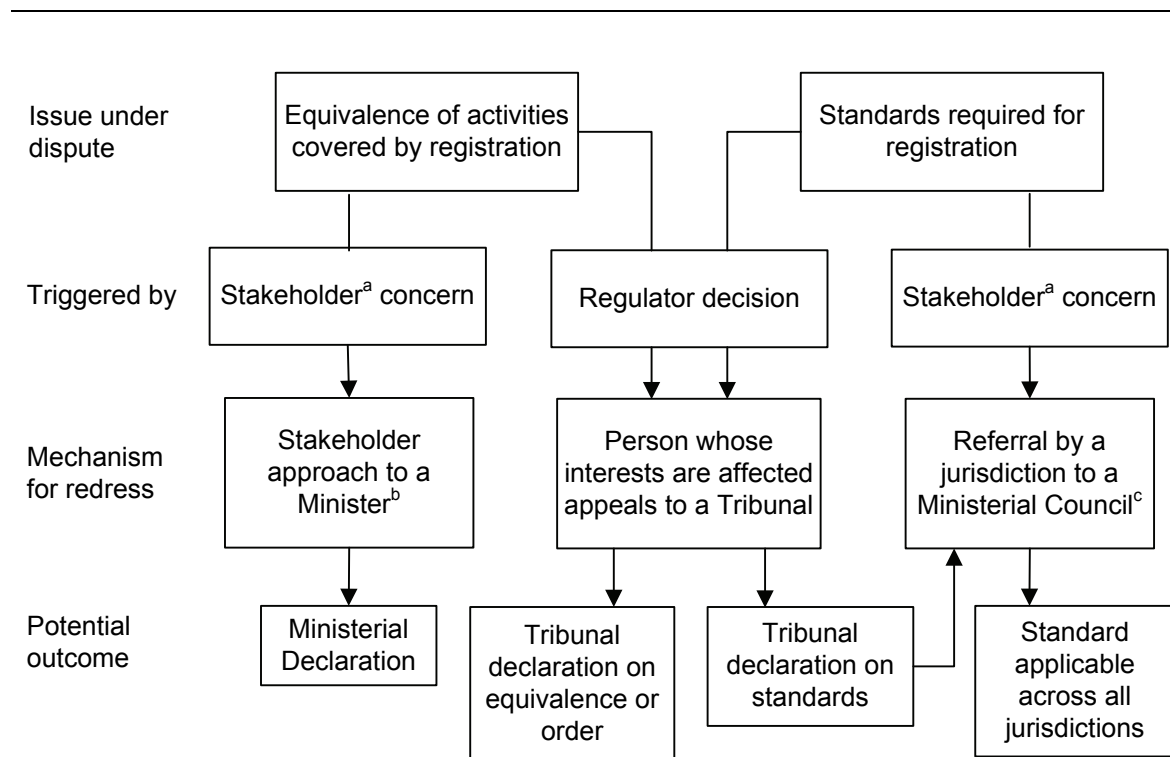 Issue under
dispute
Equivalence of activities
covered by registration
Standards required for
registration
Triggered by
Stakeholderᵃ concern
Regulator decision
Stakeholderᵃ concern
Mechanism
for redress
Stakeholder
approach to a
Ministerᵇ
Person whose
interests are affected
appeals to a Tribunal
Referral by a
jurisdiction to a
Ministerial Councilᶜ
Potential
outcome
Ministerial
Declaration
Tribunal
declaration on
equivalence or
order
Tribunal
declaration on
standards
Standard
applicable
across all
jurisdictions